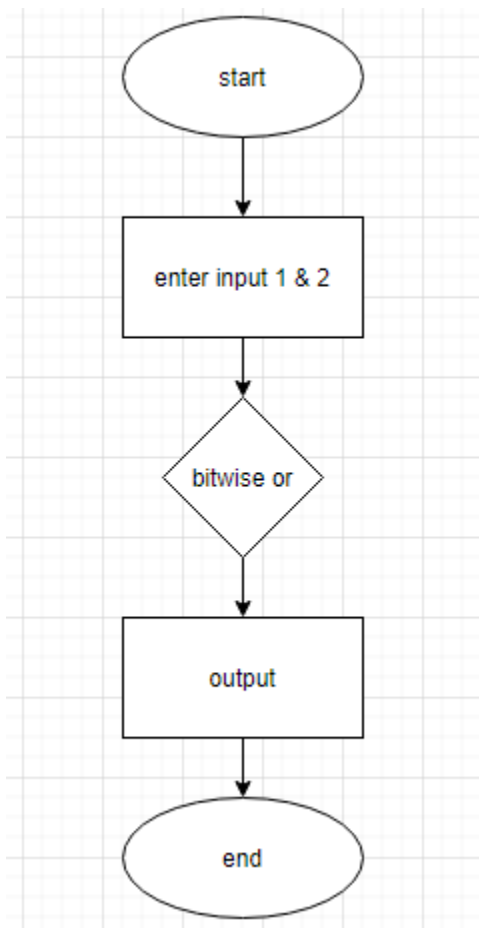 start
enter input 1 & 2
bitwise or
output
end